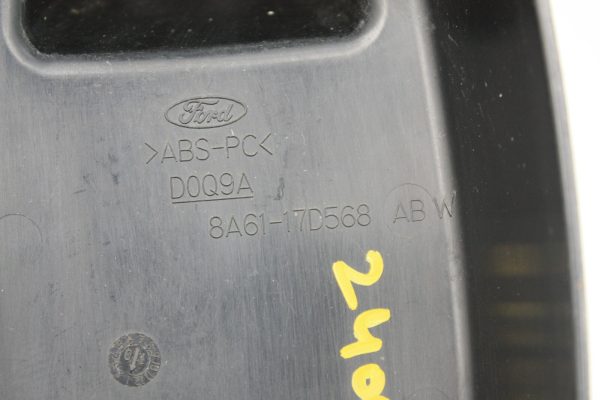 Ford
>ABS-PC<
D0Q9A
8A61-17D568 AB W
240